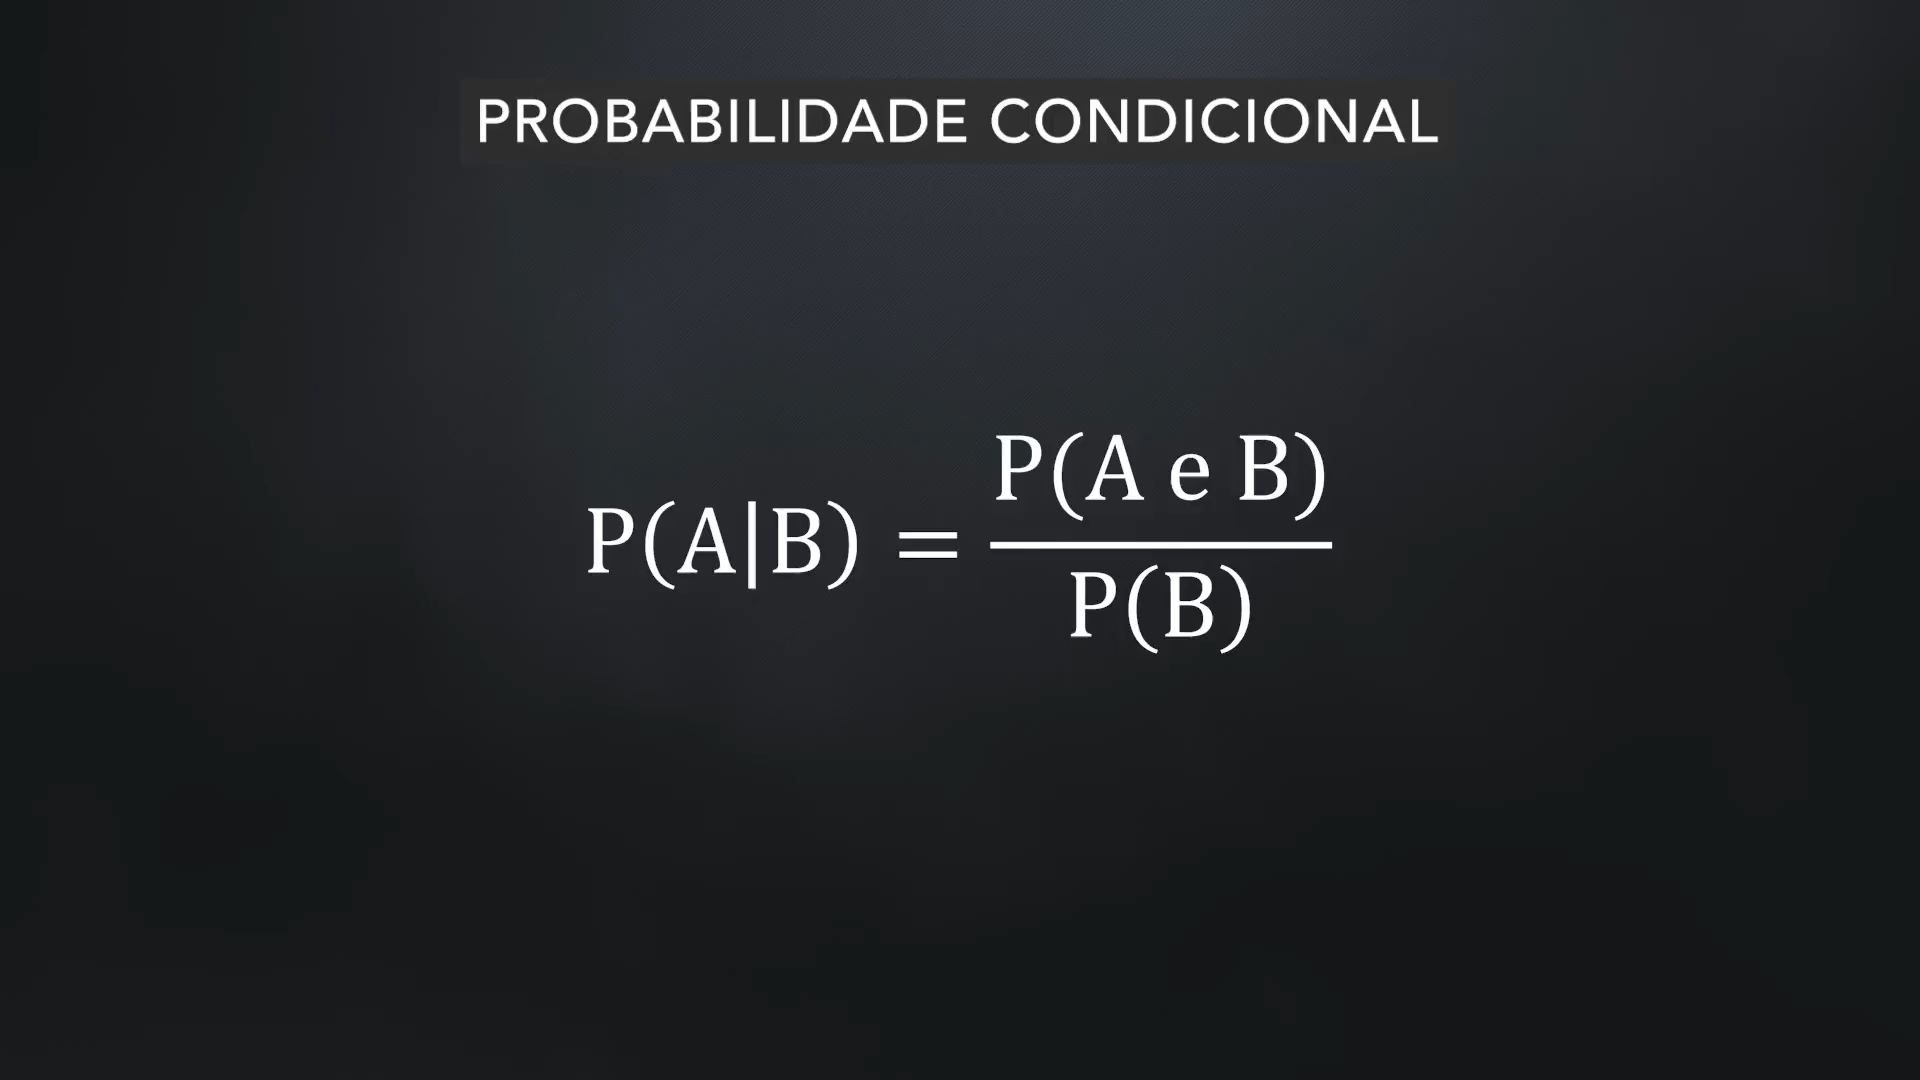 PROBABILIDADE CONDICIONAL
P(A|B) = P(A e B)
P(B)